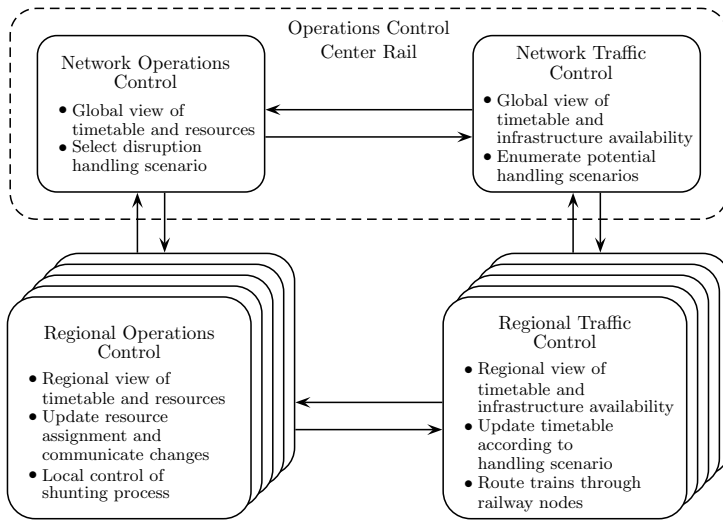 Operations Control
Center Rail
Network Operations
Control
• Global view of
timetable and resources
• Select disruption
handling scenario
Network Traffic
Control
• Global view of
timetable and
infrastructure availability
• Enumerate potential
handling scenarios
Regional Operations
Control
• Regional view of
timetable and resources
• Update resource
assignment and
communicate changes
• Local control of
shunting process
Regional Traffic
Control
• Regional view of
timetable and
infrastructure availability
• Update timetable
according to
handling scenario
• Route trains through
railway nodes